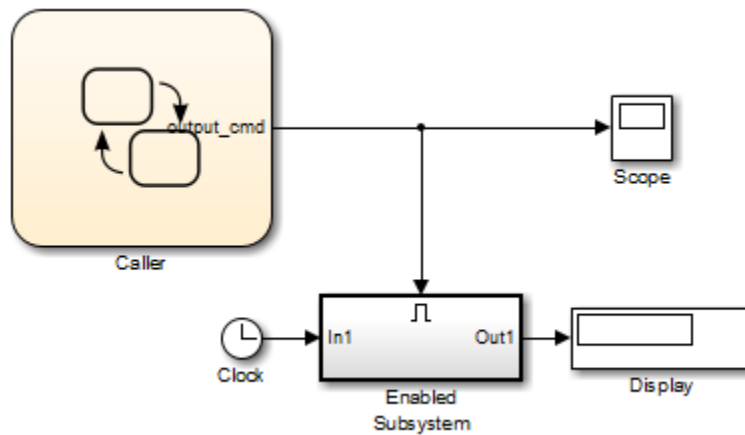 output_cmd
Scope
Caller
In1
Out1
Clock
Enabled
Subsystem
Display